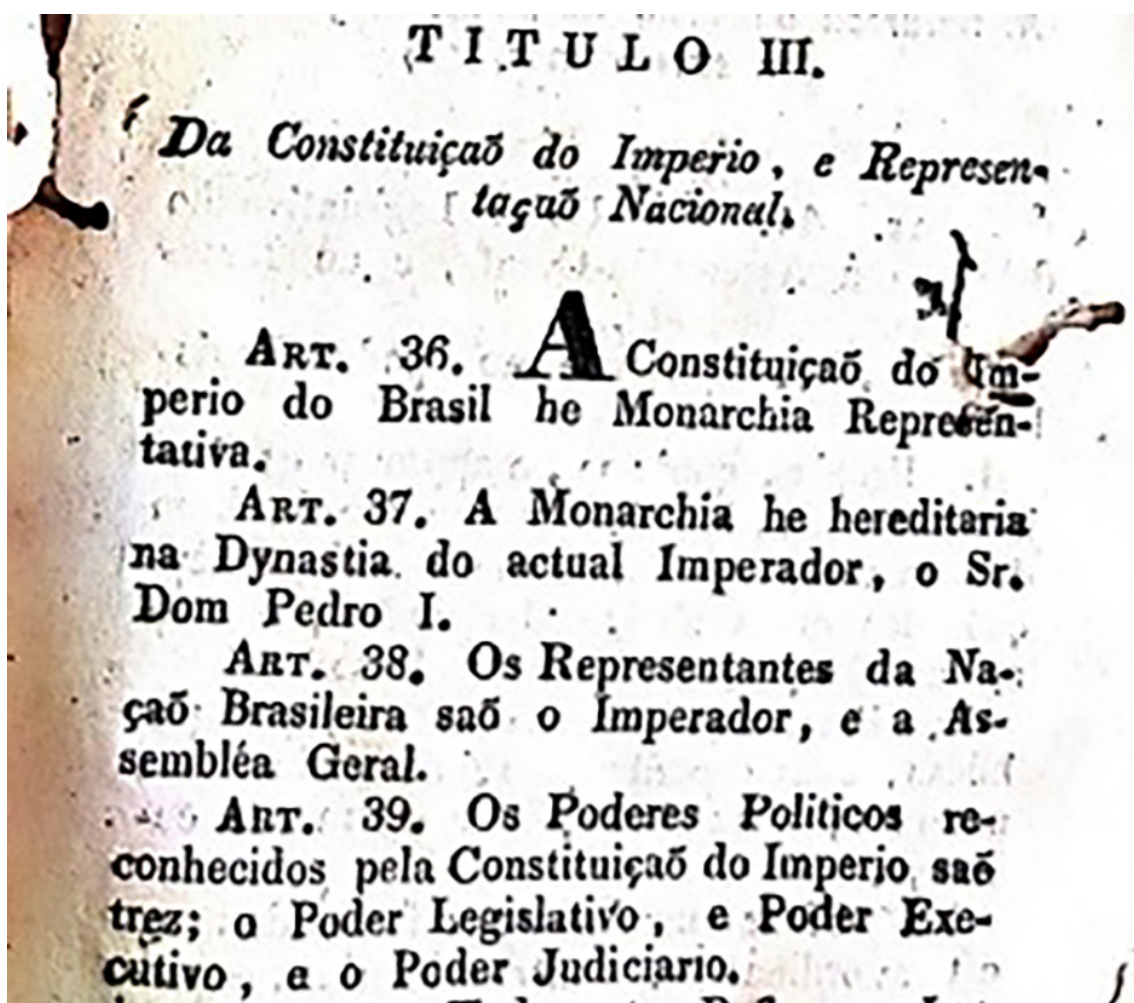 TITULO III.
Da Constituiçaõ do Imperio, e Represen-
taçaõ Nacional.
ART. 36. A Constituiçaõ do Im-
perio do Brasil he Monarchia Represen-
tativa.
ART. 37. A Monarchia he hereditaria
na Dynastia do actual Imperador, o Sr.
Dom Pedro I.
ART. 38. Os Representantes da Na-
çaõ Brasileira saõ o Imperador, e a As-
sembléa Geral.
ART. 39. Os Poderes Politicos re-
conhecidos pela Constituiçaõ do Imperio saõ
trez; o Poder Legislativo, e Poder Exe-
cutivo, e o Poder Judiciario.